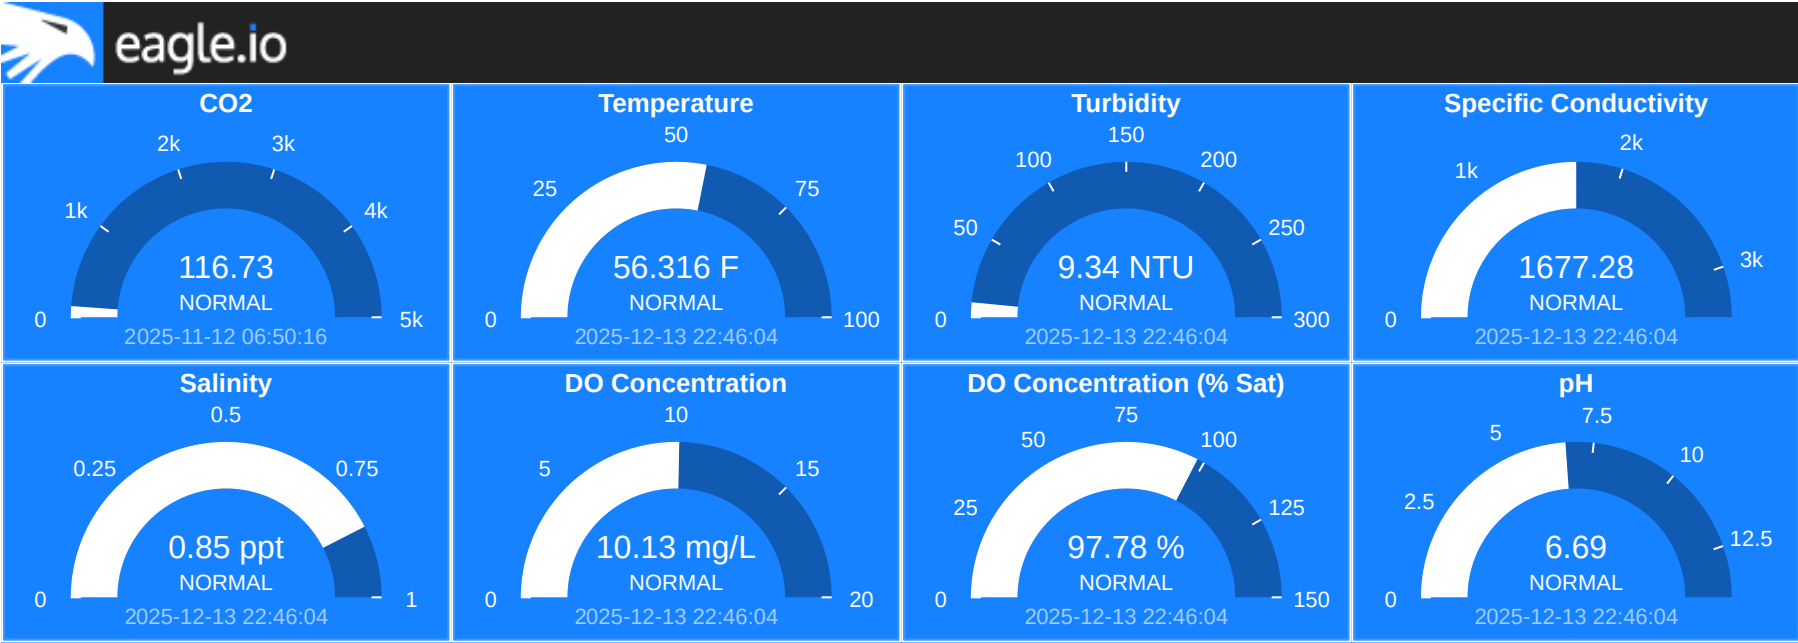 eagle.io
CO2
0
1k
2k
3k
4k
5k
116.73
NORMAL
2025-11-12 06:50:16
Temperature
0
25
50
75
100
56.316 F
NORMAL
2025-12-13 22:46:04
Turbidity
0
50
100
150
200
250
300
9.34 NTU
NORMAL
2025-12-13 22:46:04
Specific Conductivity
0
1k
2k
3k
1677.28
NORMAL
2025-12-13 22:46:04
Salinity
0
0.25
0.5
0.75
1
0.85 ppt
NORMAL
2025-12-13 22:46:04
DO Concentration
0
5
10
15
20
10.13 mg/L
NORMAL
2025-12-13 22:46:04
DO Concentration (% Sat)
0
25
50
75
100
125
150
97.78 %
NORMAL
2025-12-13 22:46:04
pH
0
2.5
5
7.5
10
12.5
6.69
NORMAL
2025-12-13 22:46:04